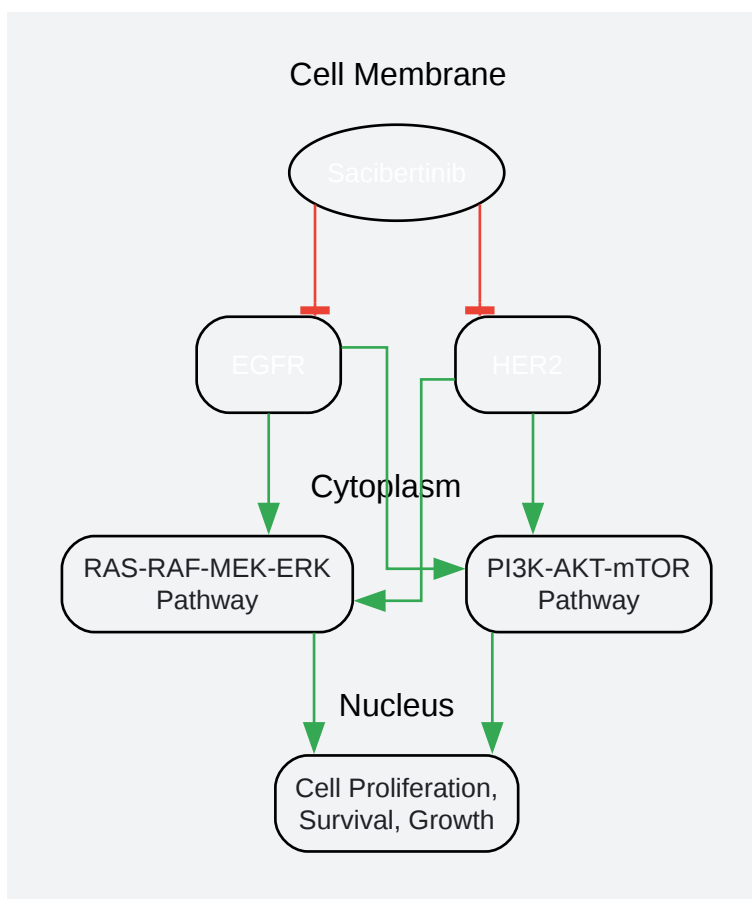 Cell Membrane
Sacibertinib
EGFR
HER2
Cytoplasm
RAS-RAF-MEK-ERK
Pathway
PI3K-AKT-mTOR
Pathway
Nucleus
Cell Proliferation,
Survival, Growth